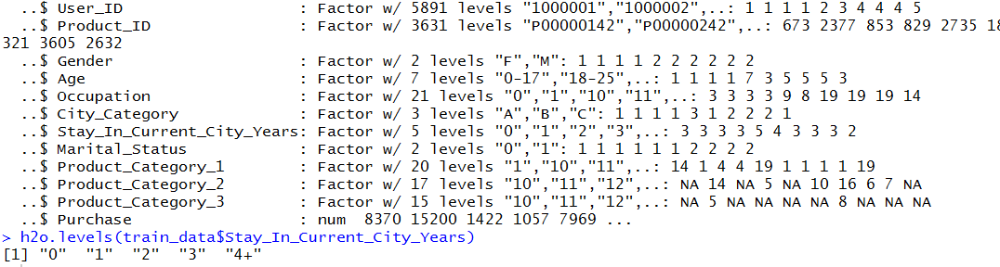 ..$ User_ID                   : Factor w/ 5891 levels "1000001","1000002",..: 1 1 1 1 2 3 4 4 4 5
..$ Product_ID                : Factor w/ 3631 levels "P00000142","P00000242",..: 673 2377 853 829 2735 18
321 3605 2632
..$ Gender                    : Factor w/ 2 levels "F","M": 1 1 1 1 2 2 2 2 2 2
..$ Age                       : Factor w/ 7 levels "0-17","18-25",..: 1 1 1 1 7 3 5 5 5 3
..$ Occupation                : Factor w/ 21 levels "0","1","10","11",..: 3 3 3 3 9 8 19 19 19 14
..$ City_Category             : Factor w/ 3 levels "A","B","C": 1 1 1 1 3 1 2 2 2 1
..$ Stay_In_Current_City_Years: Factor w/ 5 levels "0","1","2","3",..: 3 3 3 3 5 4 3 3 3 2
..$ Marital_Status            : Factor w/ 2 levels "0","1": 1 1 1 1 1 1 2 2 2 2
..$ Product_Category_1        : Factor w/ 20 levels "1","10","11",..: 14 1 4 4 19 1 1 1 1 19
..$ Product_Category_2        : Factor w/ 17 levels "10","11","12",..: NA 14 NA 5 NA 10 16 6 7 NA
..$ Product_Category_3        : Factor w/ 15 levels "10","11","12",..: NA 5 NA NA NA NA 8 NA NA NA
..$ Purchase                  : num  8370 15200 1422 1057 7969 ...
> h2o.levels(train_data$Stay_In_Current_City_Years)
[1] "0"  "1"  "2"  "3"  "4+"